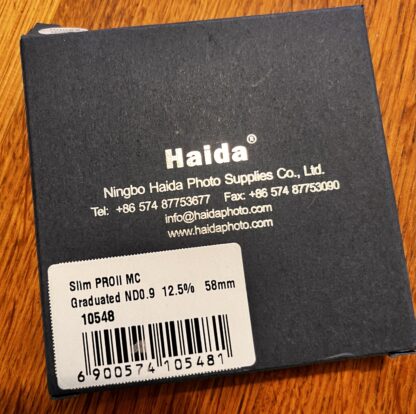 Haida®
Ningbo Haida Photo Supplies Co., Ltd.
Tel: +86 574 87753677 Fax: +86 574 87753090
info@haidaphoto.com
www.haidaphoto.com
Slim PROII MC
Graduated ND0.9 12.5% 58mm
10548
6 900574 105481